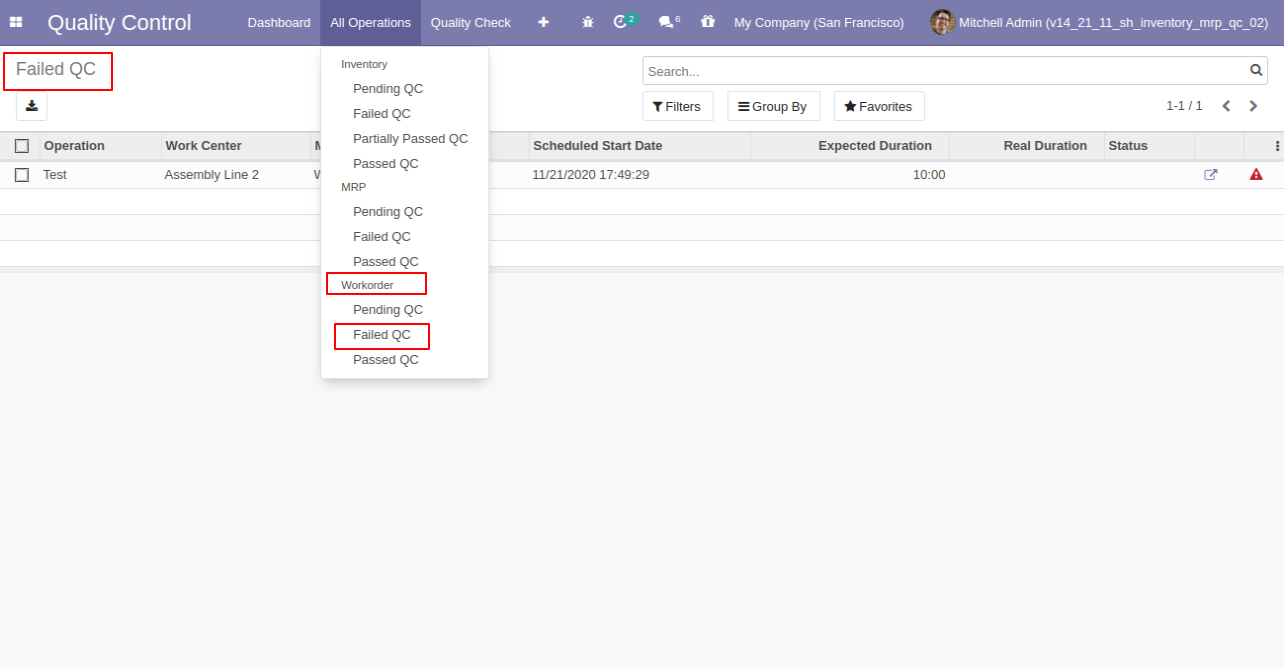 Quality Control Dashboard All Operations Quality Check 2 6 My Company (San Francisco) Mitchell Admin (v14_21_11_sh_inventory_mrp_qc_02)
Failed QC
Search...
Filters Group By Favorites 1-1 / 1
Inventory
Pending QC
Failed QC
Partially Passed QC
Passed QC
MRP
Pending QC
Failed QC
Passed QC
Workorder
Pending QC
Failed QC
Passed QC
Operation Work Center Scheduled Start Date Expected Duration Real Duration Status
Test Assembly Line 2 11/21/2020 17:49:29 10:00